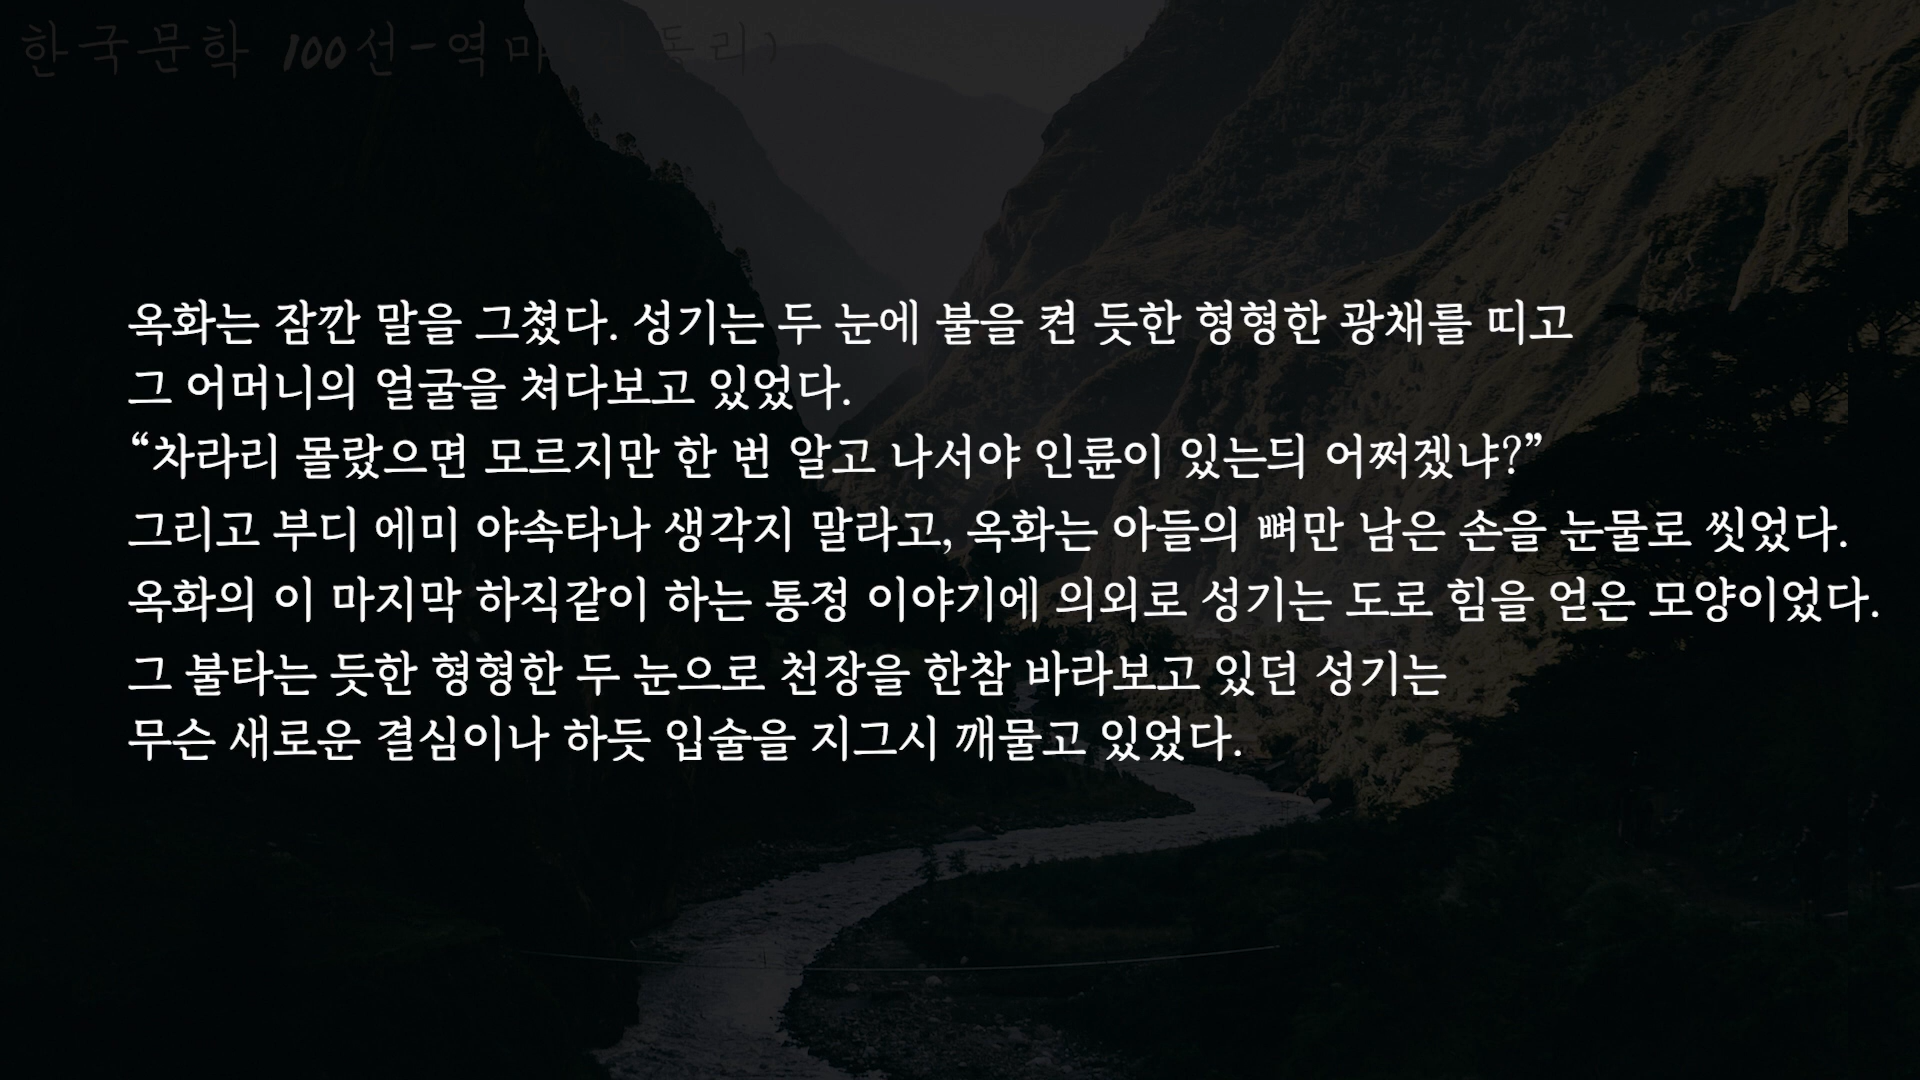 한국문학 100선-역마 동리)
옥화는 잠깐 말을 그쳤다. 성기는 두 눈에 불을 켠 듯한 형형한 광채를 띠고
그 어머니의 얼굴을 쳐다보고 있었다.
“차라리 몰랐으면 모르지만 한 번 알고 나서야 인륜이 있는듸 어쩌겠냐?”
그리고 부디 에미 야속타나 생각지 말라고, 옥화는 아들의 뼈만 남은 손을 눈물로 씻었다.
옥화의 이 마지막 하직같이 하는 통정 이야기에 의외로 성기는 도로 힘을 얻은 모양이었다.
그 불타는 듯한 형형한 두 눈으로 천장을 한참 바라보고 있던 성기는
무슨 새로운 결심이나 하듯 입술을 지그시 깨물고 있었다.